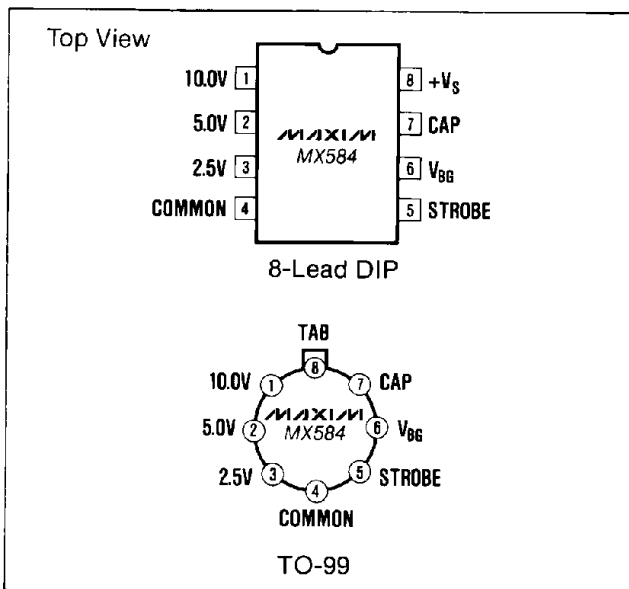 Top View
10.0V 1
8 +VS
5.0V 2
7 CAP
MAXIM
MX584
2.5V 3
6 VBG
COMMON 4
5 STROBE
8-Lead DIP
TAB
8
10.0V 1
7 CAP
MAXIM
5.0V 2
6 VBG
MX584
2.5V 3
5 STROBE
4
COMMON
TO-99